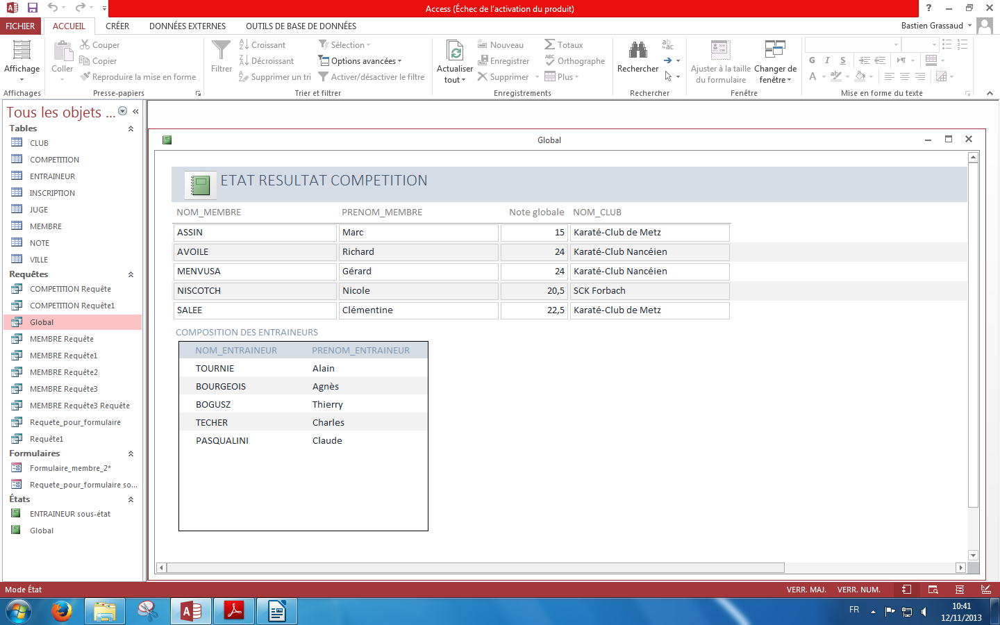 Access (Échec de l'activation du produit)
FICHIER ACCUEIL CRÉER DONNÉES EXTERNES OUTILS DE BASE DE DONNÉES Bastien Grassaud
Affichage
Affichages
Coller
Couper
Copier
Reproduire la mise en forme
Presse-papiers
Filtrer
Croissant
Décroissant
Supprimer un tri
Sélection
Options avancées
Activer/désactiver le filtre
Trier et filtrer
Actualiser
tout
Nouveau
Enregistrer
Supprimer
Totaux
Orthographe
Plus
Enregistrements
Rechercher
Rechercher
Ajuster à la taille
du formulaire
Changer de
fenêtre
Fenêtre
G I S
A
Mise en forme du texte
Tous les objets ...
Tables
CLUB
COMPETITION
ENTRAINEUR
INSCRIPTION
JUGE
MEMBRE
NOTE
VILLE
Requêtes
COMPETITION Requête
COMPETITION Requête1
Global
MEMBRE Requête
MEMBRE Requête1
MEMBRE Requête2
MEMBRE Requête3
MEMBRE Requête3 Requête
Requete_pour_formulaire
Requête1
Formulaires
Formulaire_membre_2*
Requete_pour_formulaire so...
États
ENTRAINEUR sous-état
Global
Global
ETAT RESULTAT COMPETITION
NOM_MEMBRE PRENOM_MEMBRE Note globale NOM_CLUB
ASSIN Marc 15 Karaté-Club de Metz
AVOILE Richard 24 Karaté-Club Nancéien
MENVUSA Gérard 24 Karaté-Club Nancéien
NISCOTCH Nicole 20,5 SCK Forbach
SALEE Clémentine 22,5 Karaté-Club de Metz
COMPOSITION DES ENTRAINEURS
NOM_ENTRAINEUR PRENOM_ENTRAINEUR
TOURNIE Alain
BOURGEOIS Agnès
BOGUSZ Thierry
TECHER Charles
PASQUALINI Claude
Mode État VERR. MAJ. VERR. NUM.
FR 10:41
12/11/2013